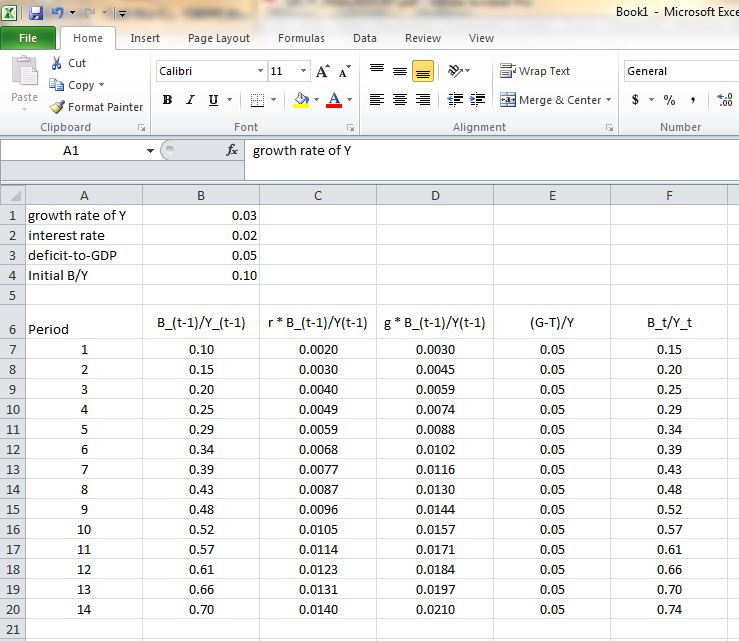 Book1 - Microsoft Exce
File Home Insert Page Layout Formulas Data Review View
Cut
Copy
Format Painter
Paste
Calibri 11
B I U
Wrap Text
Merge & Center
General
$ % ,
Clipboard Font Alignment Number
A1 fx growth rate of Y
A B C D E F
1 growth rate of Y 0.03
2 interest rate 0.02
3 deficit-to-GDP 0.05
4 Initial B/Y 0.10
5
6 Period B_(t-1)/Y_(t-1) r * B_(t-1)/Y(t-1) g * B_(t-1)/Y(t-1) (G-T)/Y B_t/Y_t
7 1 0.10 0.0020 0.0030 0.05 0.15
8 2 0.15 0.0030 0.0045 0.05 0.20
9 3 0.20 0.0040 0.0059 0.05 0.25
10 4 0.25 0.0049 0.0074 0.05 0.29
11 5 0.29 0.0059 0.0088 0.05 0.34
12 6 0.34 0.0068 0.0102 0.05 0.39
13 7 0.39 0.0077 0.0116 0.05 0.43
14 8 0.43 0.0087 0.0130 0.05 0.48
15 9 0.48 0.0096 0.0144 0.05 0.52
16 10 0.52 0.0105 0.0157 0.05 0.57
17 11 0.57 0.0114 0.0171 0.05 0.61
18 12 0.61 0.0123 0.0184 0.05 0.66
19 13 0.66 0.0131 0.0197 0.05 0.70
20 14 0.70 0.0140 0.0210 0.05 0.74
21